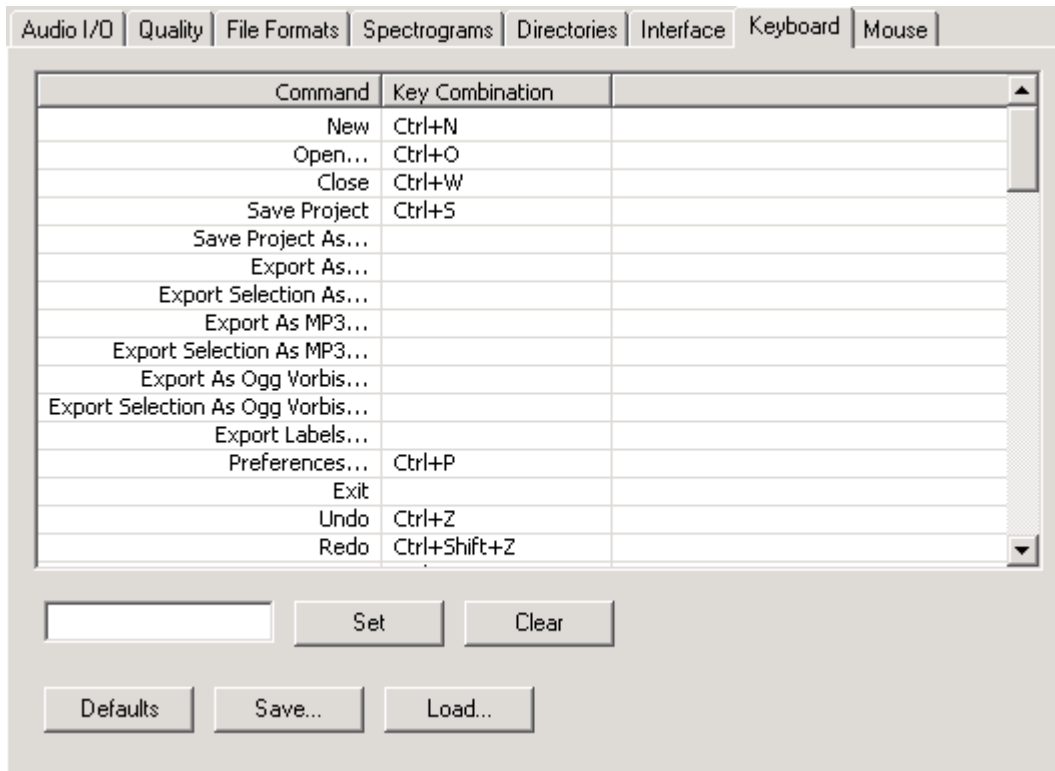 Audio I/O Quality File Formats Spectrograms Directories Interface Keyboard Mouse
Command Key Combination
New Ctrl+N
Open... Ctrl+O
Close Ctrl+W
Save Project Ctrl+S
Save Project As...
Export As...
Export Selection As...
Export As MP3...
Export Selection As MP3...
Export As Ogg Vorbis...
Export Selection As Ogg Vorbis...
Export Labels...
Preferences... Ctrl+P
Exit
Undo Ctrl+Z
Redo Ctrl+Shift+Z
Set Clear
Defaults Save... Load...